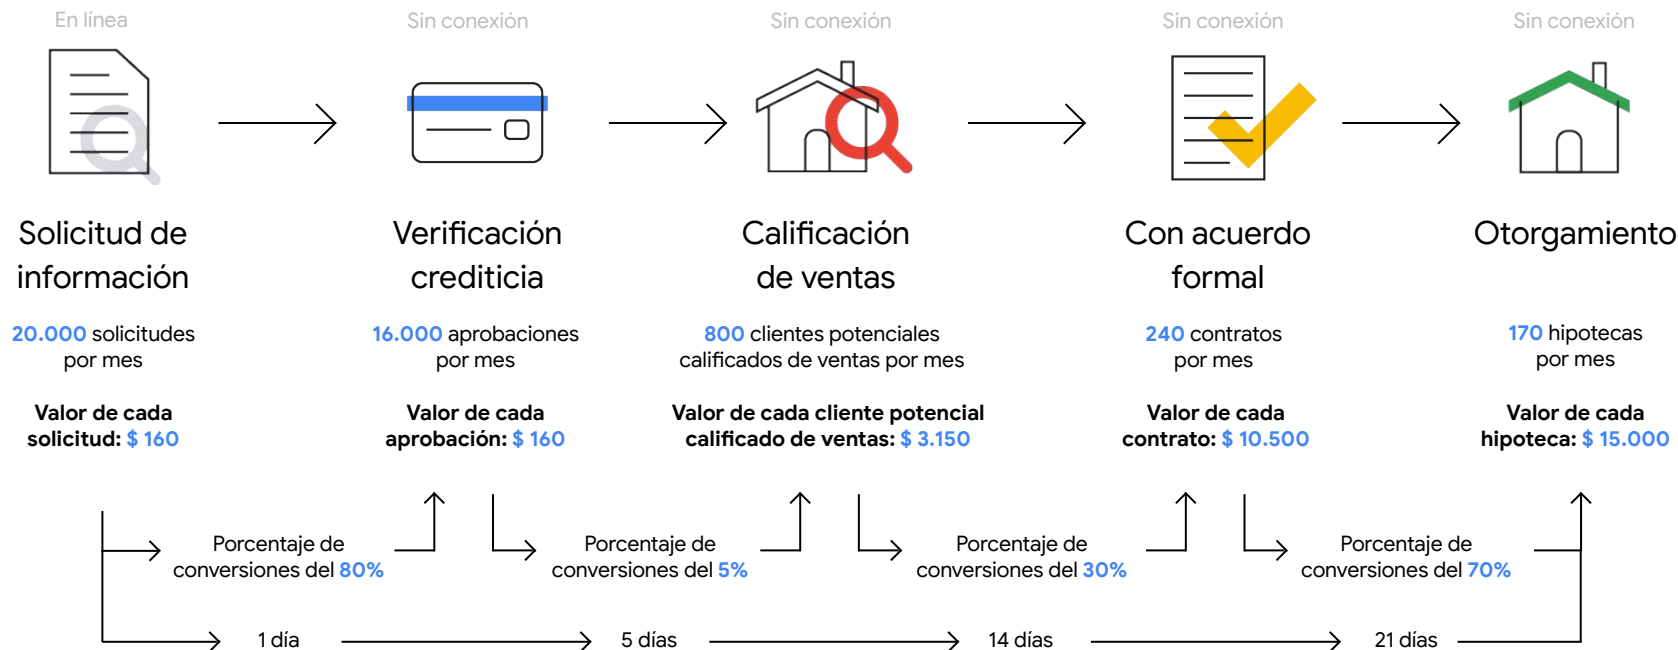 En línea
Sin conexión
Sin conexión
Sin conexión
Sin conexión
Solicitud de
información
Verificación
crediticia
Calificación
de ventas
Con acuerdo
formal
Otorgamiento
20.000 solicitudes
por mes
16.000 aprobaciones
por mes
800 clientes potenciales
calificados de ventas por mes
240 contratos
por mes
170 hipotecas
por mes
Valor de cada
solicitud: $ 160
Valor de cada
aprobación: $ 160
Valor de cada cliente potencial
calificado de ventas: $ 3.150
Valor de cada
contrato: $ 10.500
Valor de cada
hipoteca: $ 15.000
Porcentaje de
conversiones del 80%
Porcentaje de
conversiones del 5%
Porcentaje de
conversiones del 30%
Porcentaje de
conversiones del 70%
1 día
5 días
14 días
21 días